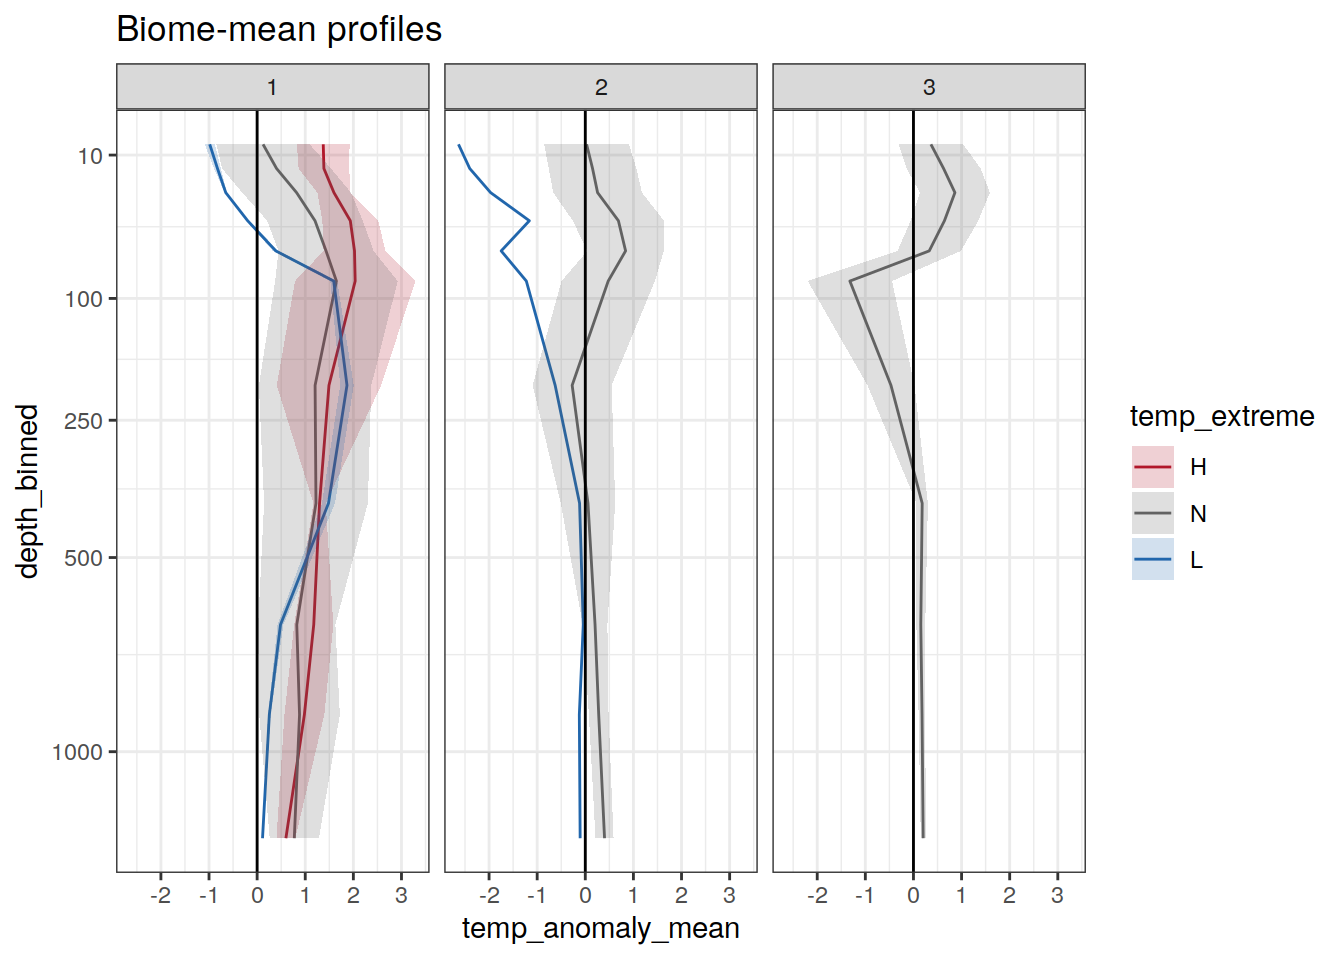 Biome-mean profiles
1 2 3
10
100
250
500
1000
depth_binned
-2 -1 0 1 2 3 -2 -1 0 1 2 3 -2 -1 0 1 2 3
temp_anomaly_mean
temp_extreme
H
N
L